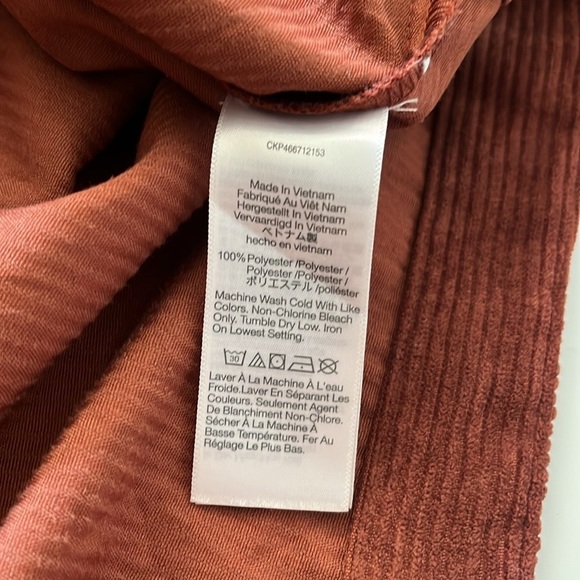 CKP466712153
Made In Vietnam
Fabriqué Au Viêt Nam
Hergestellt In Vietnam
Vervaardigd In Vietnam
ベトナム製
hecho en vietnam
100% Polyester /Polyester /
Polyester /Polyester /
ポリエステル /poliéster
Machine Wash Cold With Like
Colors. Non-Chlorine Bleach
Only. Tumble Dry Low. Iron
On Lowest Setting.
30
Laver À La Machine À L'eau
Froide.Laver En Séparant Les
Couleurs. Seulement Agent
De Blanchiment Non-Chlore.
Sécher À La Machine À
Basse Température. Fer Au
Réglage Le Plus Bas.